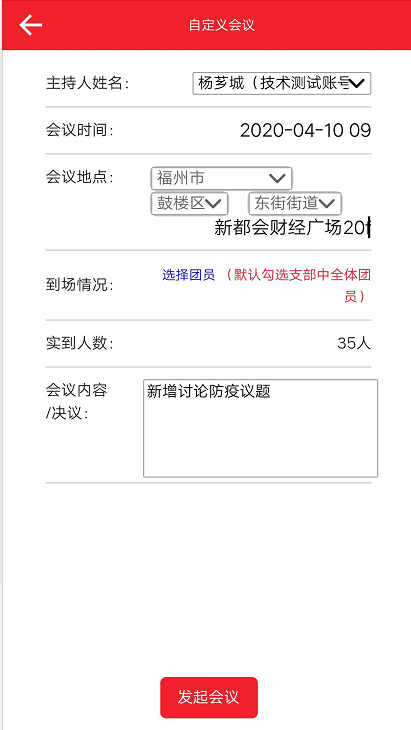 自定义会议
主持人姓名：
杨芗城（技术测试账号
会议时间：
2020-04-10 09
会议地点：
福州市
鼓楼区
东街街道
新都会财经广场20
到场情况：
选择团员 （默认勾选支部中全体团
员）
实到人数：
35人
会议内容
/决议：
新增讨论防疫议题
发起会议